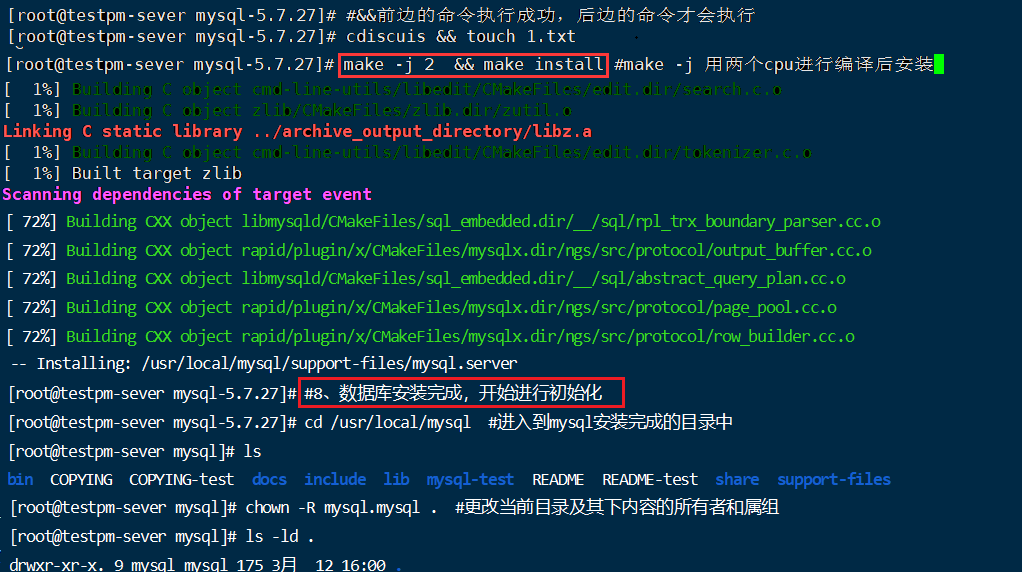 [root@testpm-sever mysql-5.7.27]# #&&前边的命令执行成功，后边的命令才会执行
[root@testpm-sever mysql-5.7.27]# cdiscuis && touch 1.txt
[root@testpm-sever mysql-5.7.27]# make -j 2  && make install #make -j 用两个cpu进行编译后安装
[  1%] Building C object cmd-line-utils/libedit/CMakeFiles/edit.dir/search.c.o
[  1%] Building C object zlib/CMakeFiles/zlib.dir/zutil.o
Linking C static library ../archive_output_directory/libz.a
[  1%] Building C object cmd-line-utils/libedit/CMakeFiles/edit.dir/tokenizer.c.o
[  1%] Built target zlib
Scanning dependencies of target event
[ 72%] Building CXX object libmysqld/CMakeFiles/sql_embedded.dir/__/sql/rpl_trx_boundary_parser.cc.o
[ 72%] Building CXX object rapid/plugin/x/CMakeFiles/mysqlx.dir/ngs/src/protocol/output_buffer.cc.o
[ 72%] Building CXX object libmysqld/CMakeFiles/sql_embedded.dir/__/sql/abstract_query_plan.cc.o
[ 72%] Building CXX object rapid/plugin/x/CMakeFiles/mysqlx.dir/ngs/src/protocol/page_pool.cc.o
[ 72%] Building CXX object rapid/plugin/x/CMakeFiles/mysqlx.dir/ngs/src/protocol/row_builder.cc.o
-- Installing: /usr/local/mysql/support-files/mysql.server
[root@testpm-sever mysql-5.7.27]# #8、数据库安装完成，开始进行初始化
[root@testpm-sever mysql-5.7.27]# cd /usr/local/mysql  #进入到mysql安装完成的目录中
[root@testpm-sever mysql]# ls
bin  COPYING  COPYING-test  docs  include  lib  mysql-test  README  README-test  share  support-files
[root@testpm-sever mysql]# chown -R mysql.mysql .  #更改当前目录及其下内容的所有者和属组
[root@testpm-sever mysql]# ls -ld .
drwxr-xr-x. 9 mysql mysql 175 3月  12 16:00 .